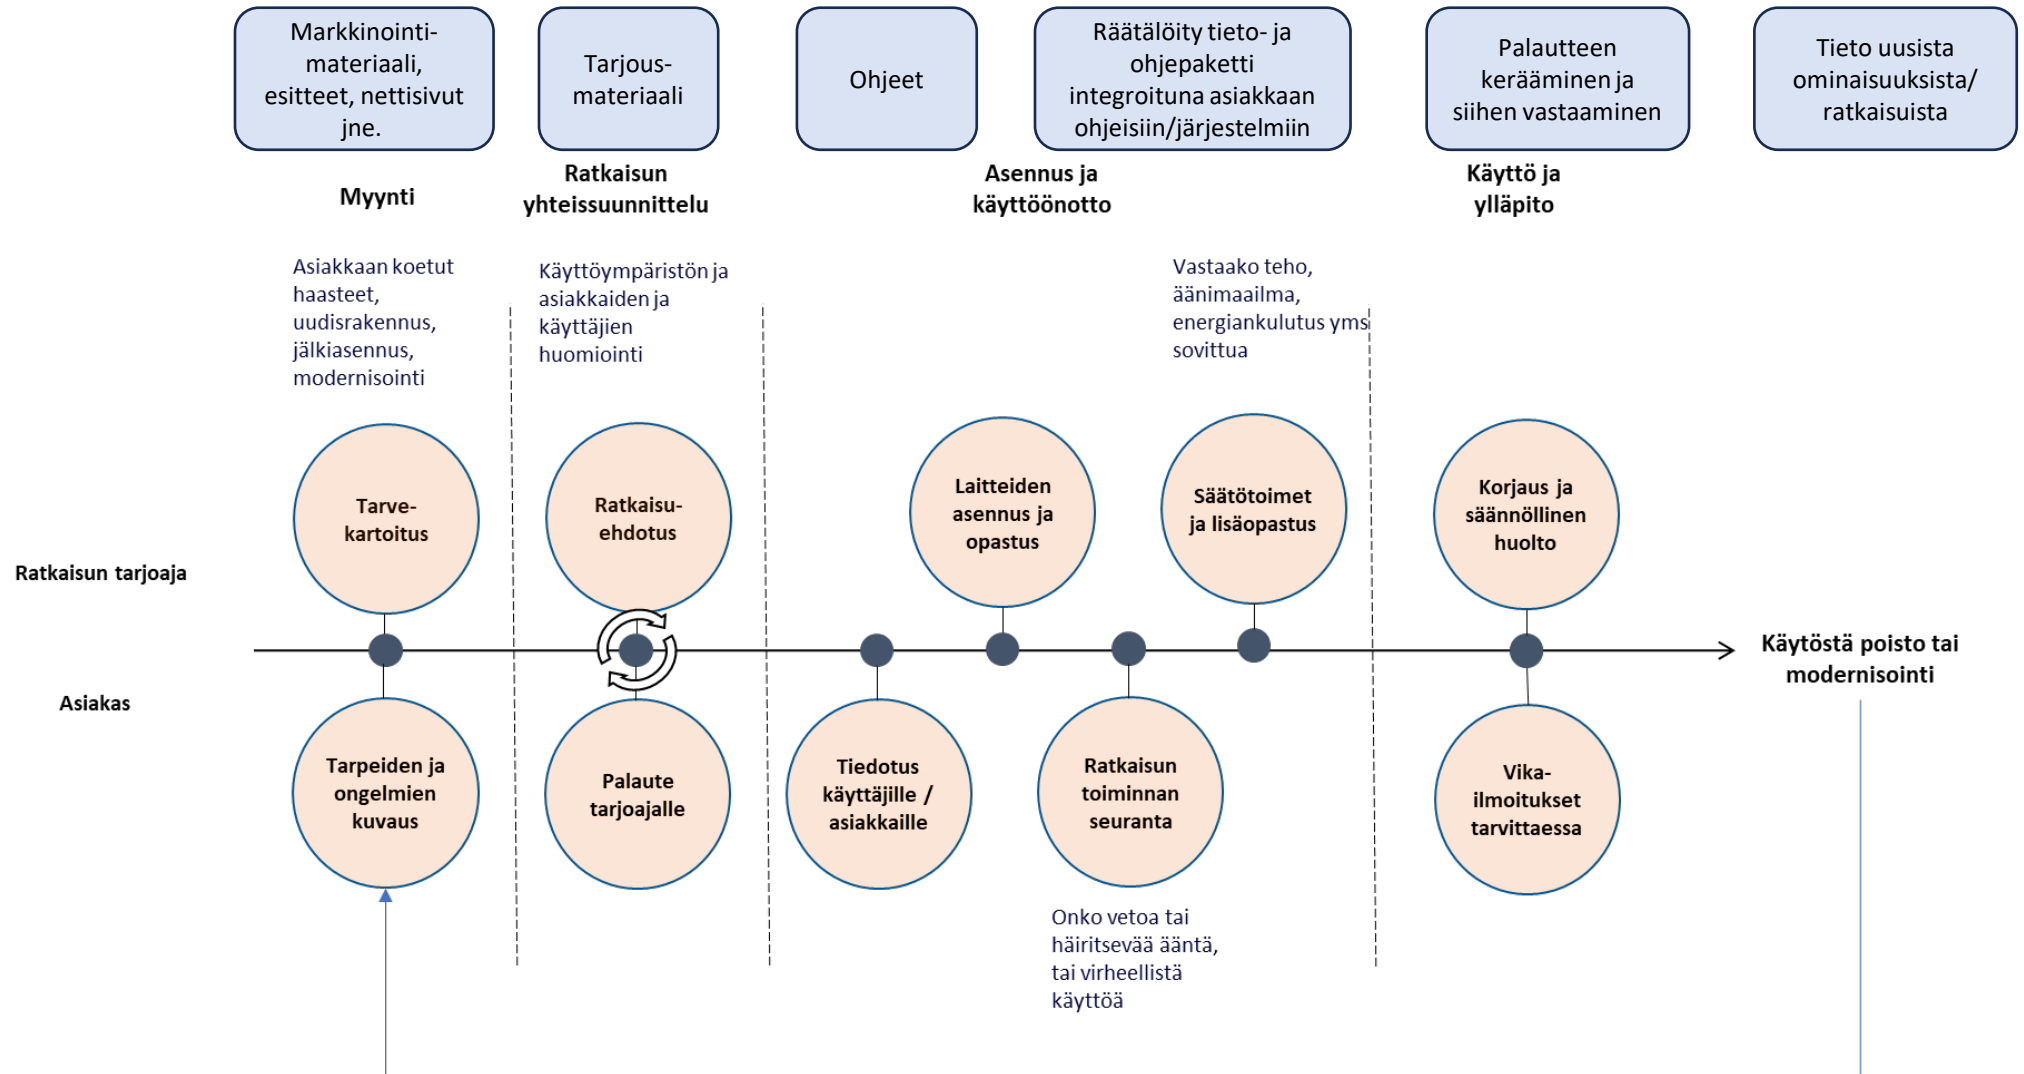 Markkinointi-
materiaali,
esitteet, nettisivut
jne.
Tarjous-
materiaali
Ohjeet
Räätälöity tieto- ja
ohjepaketti
integroituna asiakkaan
ohjeisiin/järjestelmiin
Palautteen
kerääminen ja
siihen vastaaminen
Tieto uusista
ominaisuuksista/
ratkaisuista
Myynti
Ratkaisun
yhteissuunnittelu
Asennus ja
käyttöönotto
Käyttö ja
ylläpito
Asiakkaan koetut
haasteet,
uudisrakennus,
jälkiasennus,
modernisointi
Käyttöympäristön ja
asiakkaiden ja
käyttäjien
huomiointi
Vastaako teho,
äänimaailma,
energiankulutus yms
sovittua
Tarve-
kartoitus
Ratkaisu-
ehdotus
Laitteiden
asennus ja
opastus
Säätötoimet
ja lisäopastus
Korjaus ja
säännöllinen
huolto
Ratkaisun tarjoaja
Asiakas
Käytöstä poisto tai
modernisointi
Tarpeiden ja
ongelmien
kuvaus
Palaute
tarjoajalle
Tiedotus
käyttäjille /
asiakkaille
Ratkaisun
toiminnan
seuranta
Vika-
ilmoitukset
tarvittaessa
Onko vetoa tai
häiritsevää ääntä,
tai virheellistä
käyttöä